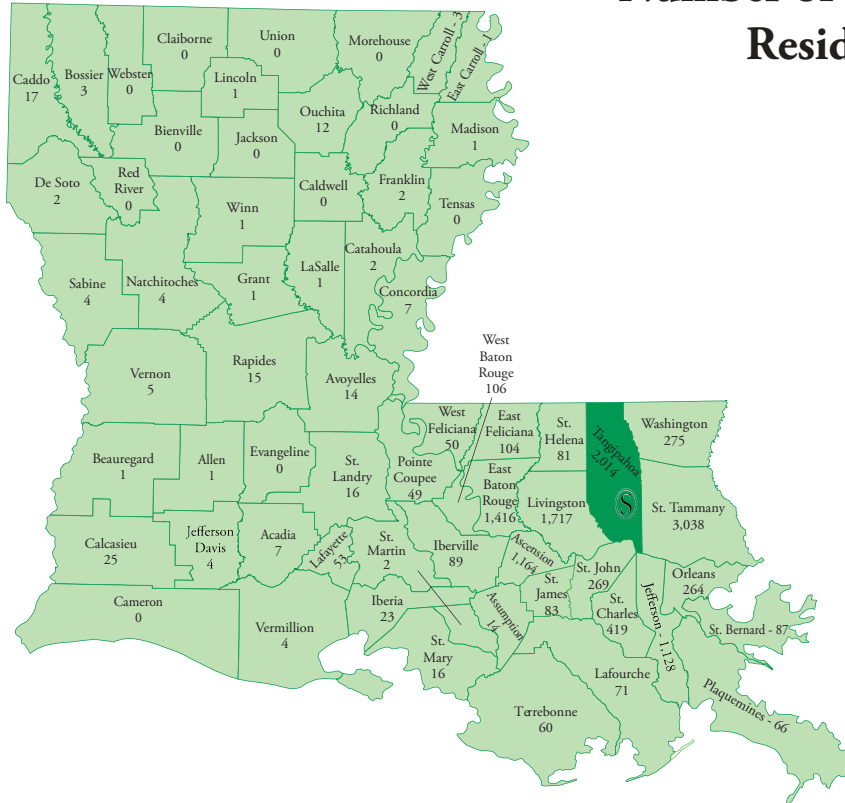 Resid
Claiborne
0
Union
0
Morehouse
0
West Carroll - 3
East Carroll - 1
Caddo
17
Bossier
3
Webster
0
Lincoln
1
Ouchita
12
Richland
0
Madison
1
Bienville
0
Jackson
0
De Soto
2
Red
River
0
Winn
1
Caldwell
0
Franklin
2
Tensas
0
Sabine
4
Natchitoches
4
Grant
1
LaSalle
1
Catahoula
2
Concordia
7
West
Baton
Rouge
106
Vernon
5
Rapides
15
Avoyelles
14
West
Feliciana
50
East
Feliciana
104
St.
Helena
81
Tangipahoa
2,014
Washington
275
Beauregard
1
Allen
1
Evangeline
0
St.
Landry
16
Pointe
Coupee
49
East
Baton
Rouge
1,416
Livingston
1,717
S
St. Tammany
3,038
Calcasieu
25
Jefferson
Davis
4
Acadia
7
Lafayette
53
St.
Martin
2
Iberville
89
Ascension
1,164
St. John
269
Orleans
264
Cameron
0
Vermillion
4
Iberia
23
Assumption
14
St.
James
83
St.
Charles
419
Jefferson - 1,128
St. Bernard - 87
St.
Mary
16
Terrebonne
60
Lafourche
71
Plaquemines - 66